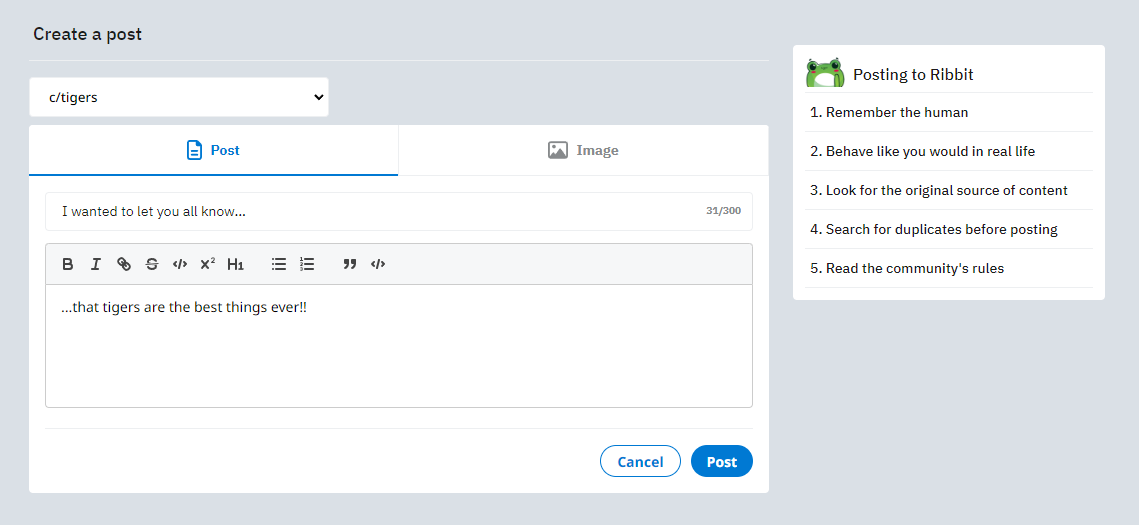 Create a post
c/tigers
Post
Image
I wanted to let you all know...
31/300
B I S </> X² H1 </>
...that tigers are the best things ever!!
Cancel
Post
Posting to Ribbit
1. Remember the human
2. Behave like you would in real life
3. Look for the original source of content
4. Search for duplicates before posting
5. Read the community's rules